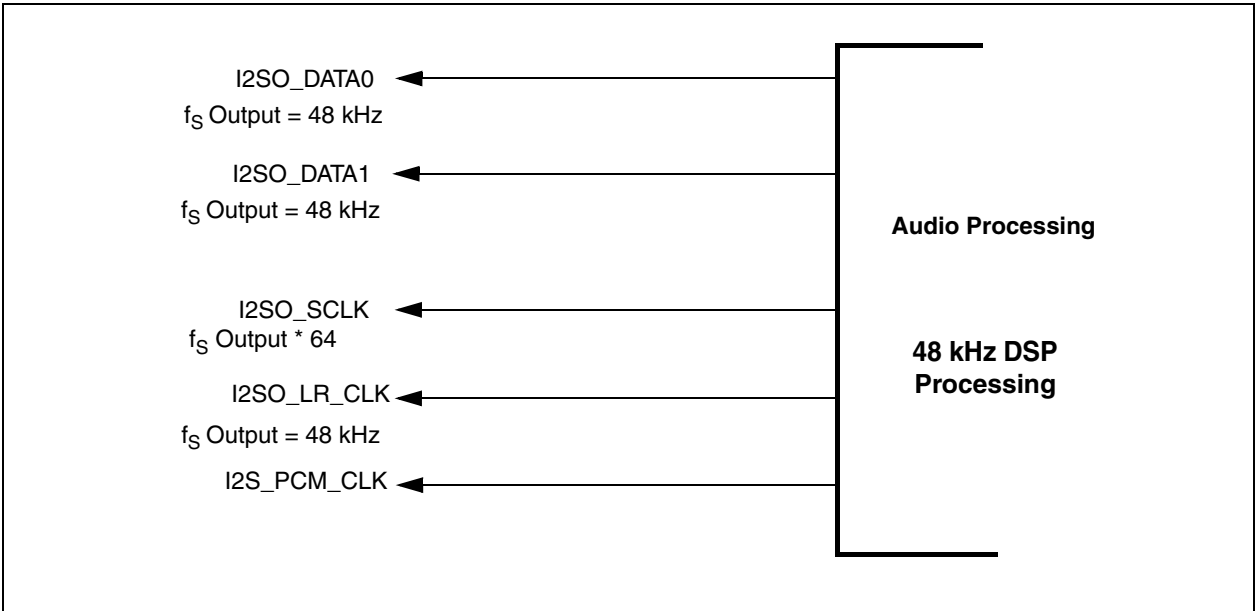 I2SO_DATA0
fS Output = 48 kHz
I2SO_DATA1
fS Output = 48 kHz
I2SO_SCLK
fS Output * 64
I2SO_LR_CLK
fS Output = 48 kHz
I2S_PCM_CLK
Audio Processing
48 kHz DSP
Processing